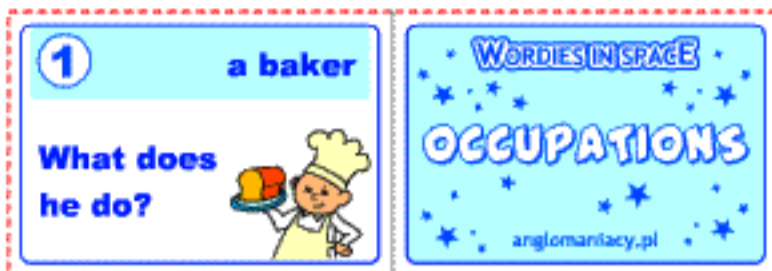 1
a baker
What does
he do?
WORDIES IN SPACE
OCCUPATIONS
anglomaniacy.pl